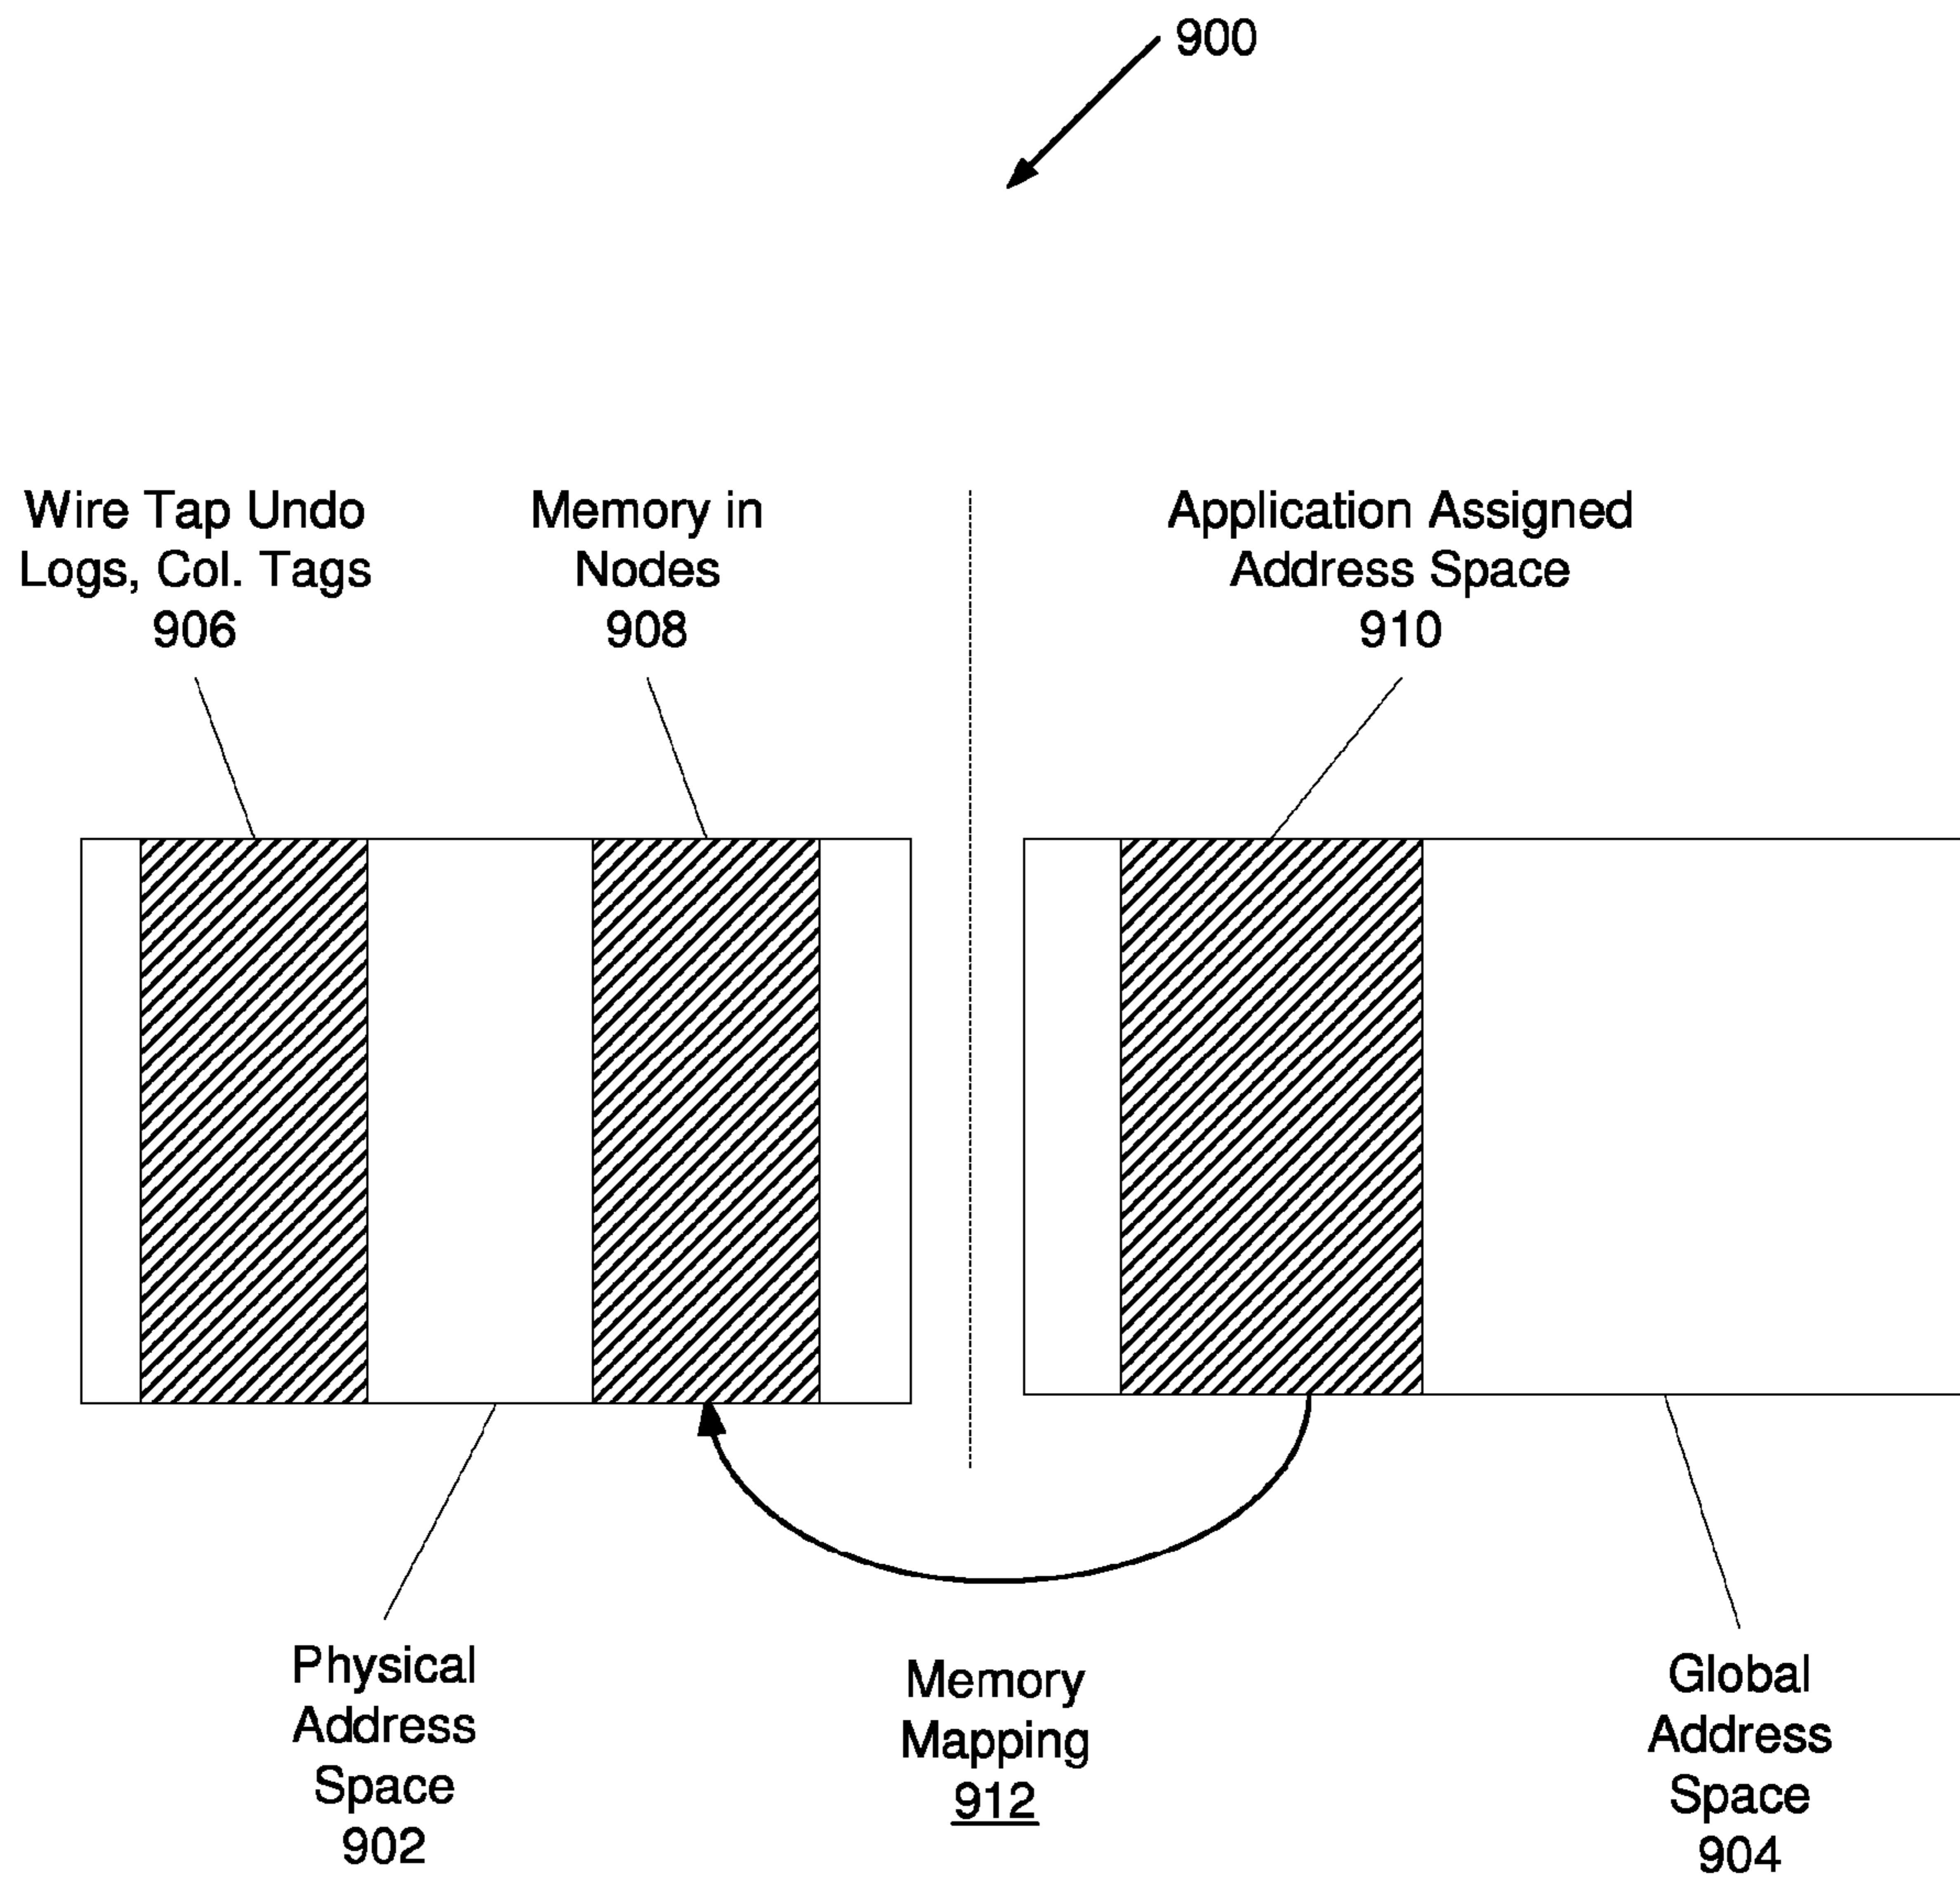 900
Wire Tap Undo
Logs, Col. Tags
906
Memory in
Nodes
908
Application Assigned
Address Space
910
Physical
Address
Space
902
Memory
Mapping
912
Global
Address
Space
904